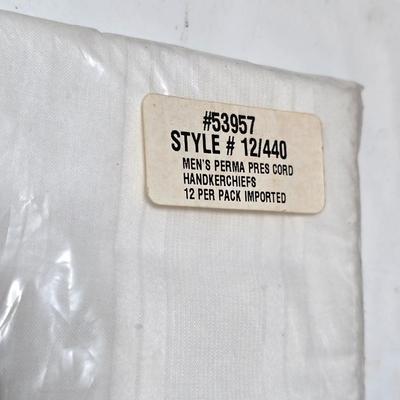 #53957
STYLE # 12/440
MEN'S PERMA PRES CORD
HANDKERCHIEFS
12 PER PACK IMPORTED